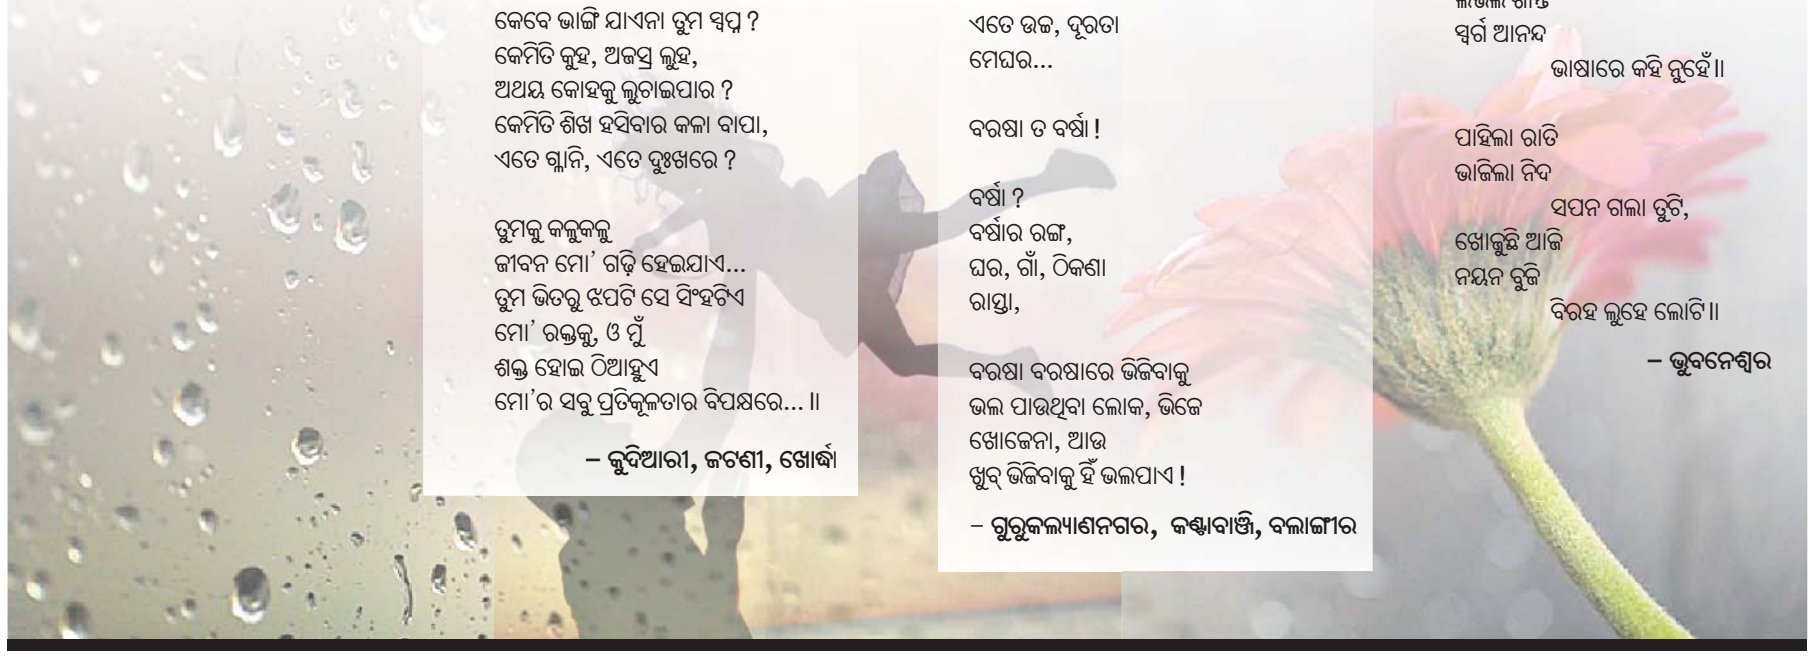 କେବେ ଭାଙ୍ଗି ଯାଏନା ତୁମ ସ୍ୱପ୍ନ ?
କେମିତି କୁହ, ଅଜସ୍ର ଲୁହ,
ଅଥୟ କୋହକୁ ଲୁଚାଇପାର ?
କେମିତି ଶିଖ ହସିବାର କଳା ବାପା,
ଏତେ ଗ୍ଳାନି, ଏତେ ଦୁଃଖରେ ?
ତୁମକୁ କଳୁକଳୁ
ଜୀବନ ମୋ’ ଗଢ଼ି ହେଇଯାଏ...
ତୁମ ଭିତରୁ ଝପଟି ସେ ସିଂହଟିଏ
ମୋ’ ରକ୍ତକୁ, ଓ ମୁଁ
ଶକ୍ତ ହୋଇ ଠିଆହୁଏ
ମୋ’ର ସବୁ ପ୍ରତିକୂଳତାର ବିପକ୍ଷରେ... ॥
– କୁଦିଆରୀ, ଜଟଣୀ, ଖୋର୍ଦ୍ଧା
ଏତେ ଉଚ୍ଚ, ଦୂରତା
ମେଘର...
ବରଷା ତ ବର୍ଷା !
ବର୍ଷା ?
ବର୍ଷାର ରଙ୍ଗ,
ଘର, ଗାଁ, ଠିକଣା
ରାସ୍ତା,
ବରଷା ବରଷାରେ ଭିଜିବାକୁ
ଭଲ ପାଉଥିବା ଲୋକ, ଭିଜେ
ଖୋଜେନା, ଆଉ
ଖୁବ୍ ଭିଜିବାକୁ ହିଁ ଭଲପାଏ !
– ଗୁରୁକଲ୍ୟାଣନଗର, କଣ୍ଟାବାଞ୍ଜି, ବଲାଙ୍ଗୀର
ସ୍ୱର୍ଗ ଆନନ୍ଦ
ଭାଷାରେ କହି ନୁହେଁ॥
ପାହିଲା ରାତି
ଭାଜିଲା ନିଦ
ସପନ ଗଲା ତୁଟି,
ଖୋଜୁଛି ଆଜି
ନୟନ ବୁଜି
ବିରହ ଲୁହେ ଲୋଟି॥
– ଭୁବନେଶ୍ୱର